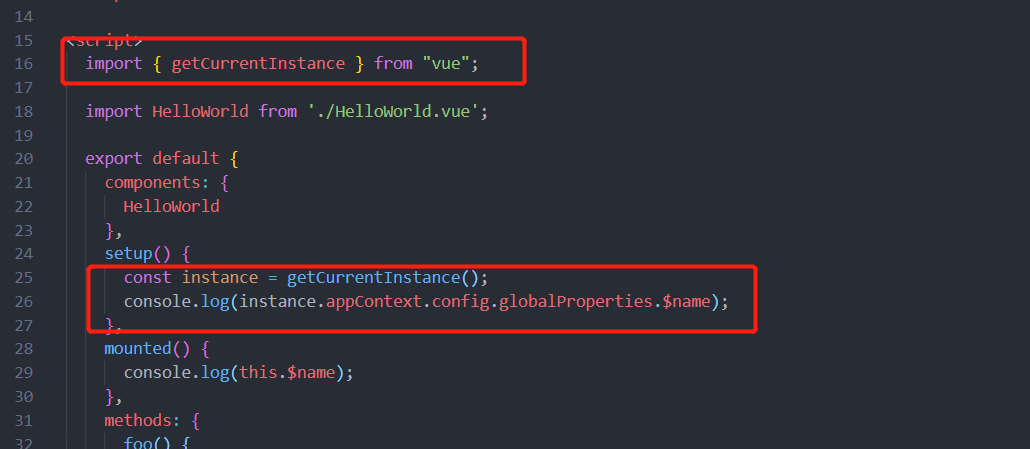 14
15 <script>
16 import { getCurrentInstance } from "vue";
17
18 import HelloWorld from './HelloWorld.vue';
19
20 export default {
21 components: {
22 HelloWorld
23 },
24 setup() {
25 const instance = getCurrentInstance();
26 console.log(instance.appContext.config.globalProperties.$name);
27 },
28 mounted() {
29 console.log(this.$name);
30 },
31 methods: {
32 foo() {